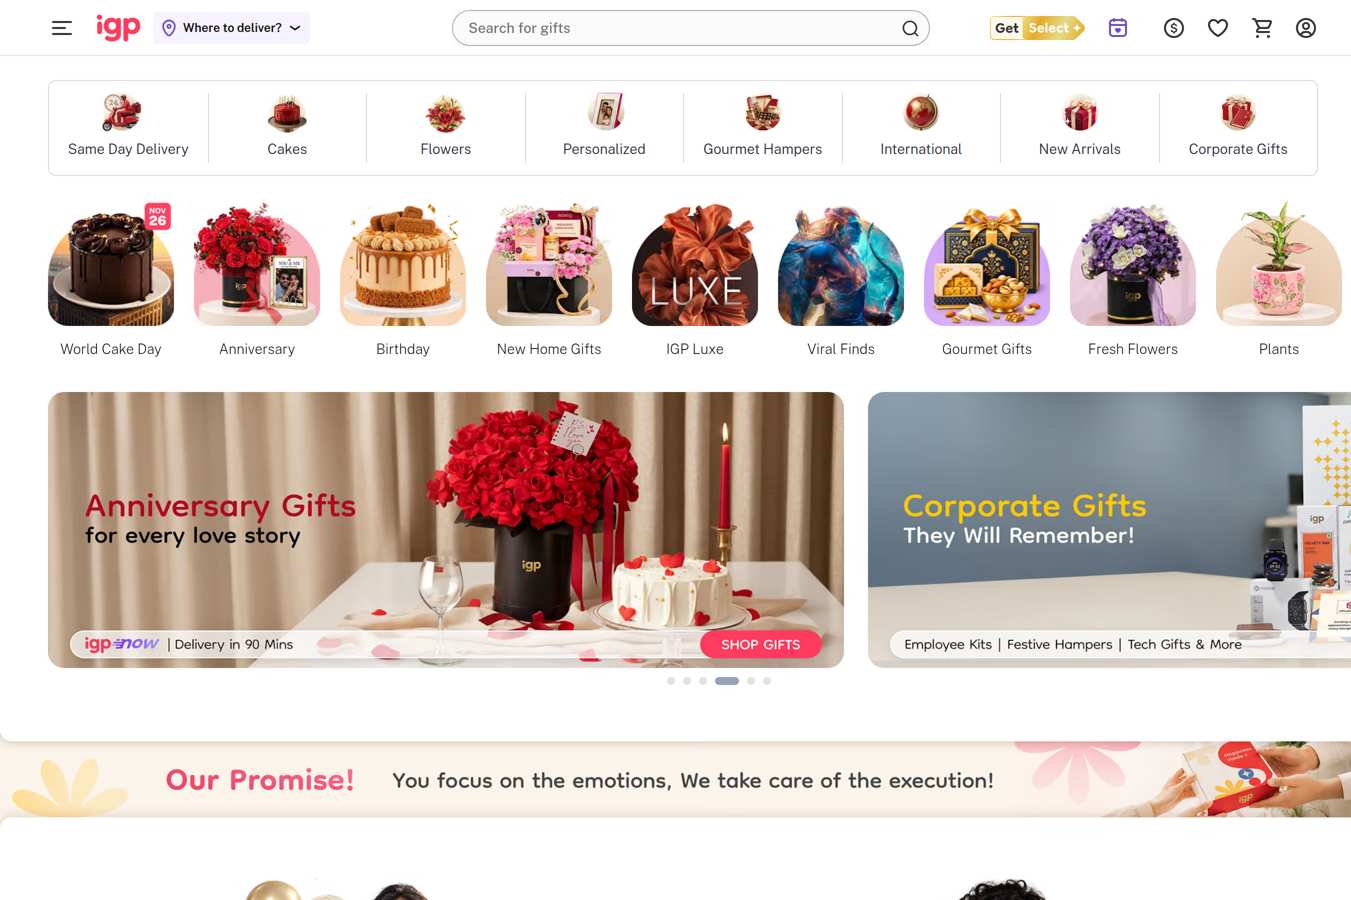 igp
Where to deliver?
Search for gifts
Get Select +
Same Day Delivery
Cakes
Flowers
Personalized
Gourmet Hampers
International
New Arrivals
Corporate Gifts
NOV
26
igp
LUXE
igp
World Cake Day
Anniversary
Birthday
New Home Gifts
IGP Luxe
Viral Finds
Gourmet Gifts
Fresh Flowers
Plants
Anniversary Gifts
for every love story
igp
igp now | Delivery in 90 Mins
SHOP GIFTS
Corporate Gifts
They Will Remember!
igp
Employee Kits | Festive Hampers | Tech Gifts & More
Our Promise!
You focus on the emotions, We take care of the execution!
igp